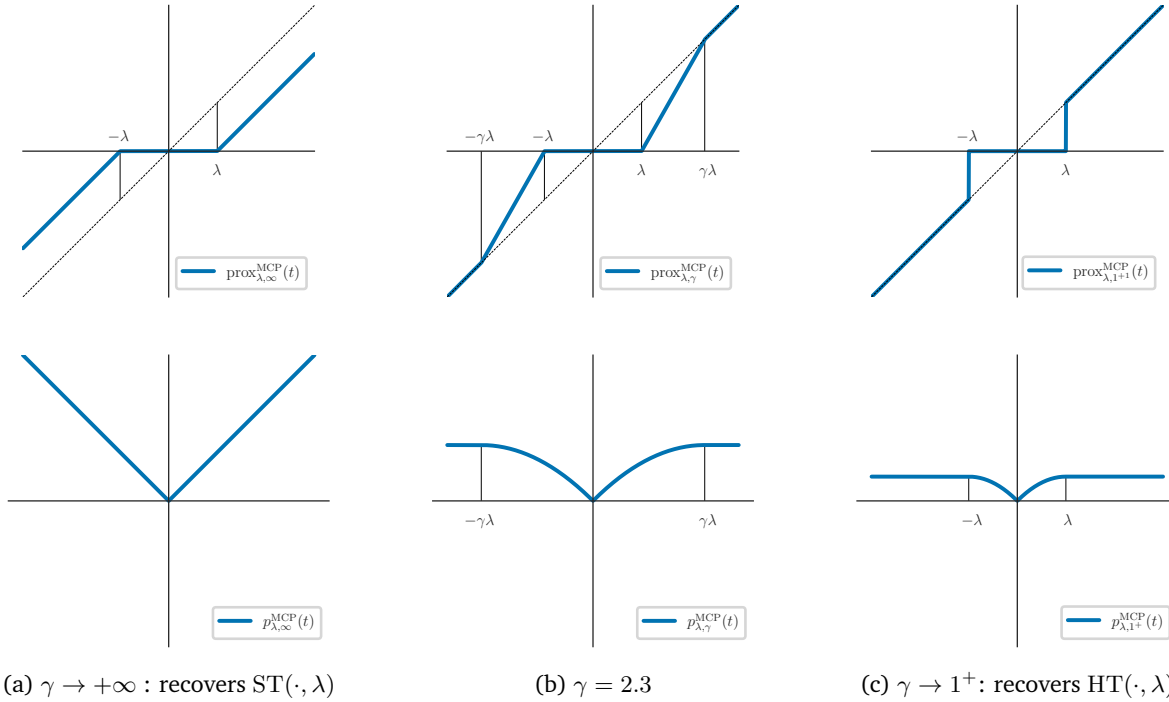 −λ
λ
prox^MCP_λ,∞(t)
−γλ
−λ
λ
γλ
prox^MCP_λ,γ(t)
−λ
λ
prox^MCP_λ,1^+1(t)
p^MCP_λ,∞(t)
−γλ
γλ
p^MCP_λ,γ(t)
−λ
λ
p^MCP_λ,1^+(t)
(a) γ → +∞ : recovers ST(·, λ)
(b) γ = 2.3
(c) γ → 1^+: recovers HT(·, λ)